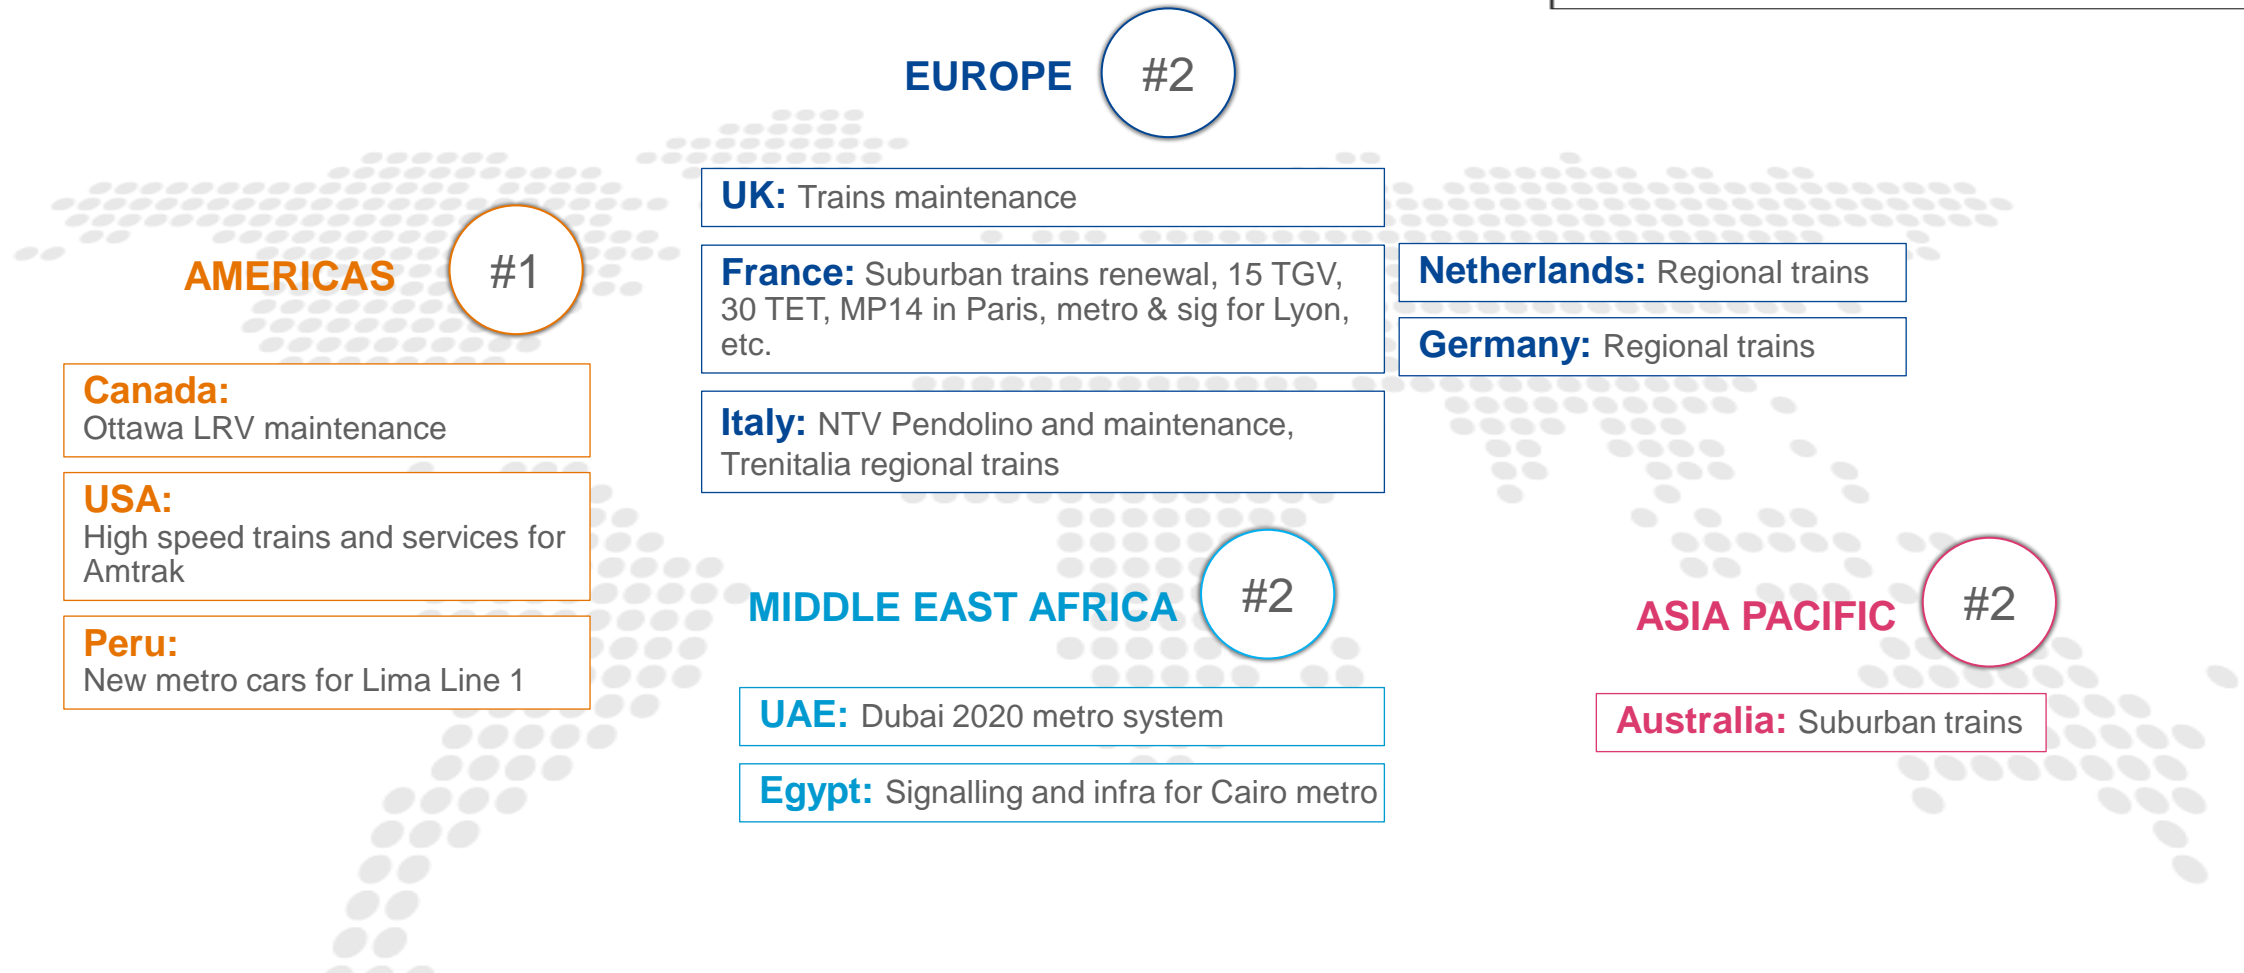 EUROPE #2
UK: Trains maintenance
France: Suburban trains renewal, 15 TGV,
30 TET, MP14 in Paris, metro & sig for Lyon,
etc.
Italy: NTV Pendolino and maintenance,
Trenitalia regional trains
Netherlands: Regional trains
Germany: Regional trains
AMERICAS #1
Canada:
Ottawa LRV maintenance
USA:
High speed trains and services for
Amtrak
Peru:
New metro cars for Lima Line 1
MIDDLE EAST AFRICA #2
UAE: Dubai 2020 metro system
Egypt: Signalling and infra for Cairo metro
ASIA PACIFIC #2
Australia: Suburban trains